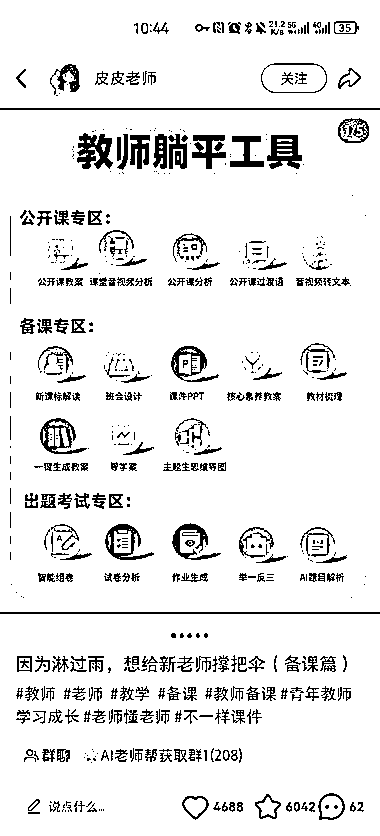 10:44 21.2 K/s 5G 4G 35
皮皮老师 关注
1/5
教师躺平工具
公开课专区：
公开课教案 课堂音视频分析 公开课分析 公开课过渡语 音视频转文本
备课专区：
新课标解读 班会设计 课件PPT 核心素养教案 教材梳理
一键生成教案 导学案 主题生思维导图
出题考试专区：
智能组卷 试卷分析 作业生成 举一反三 AI题目解析
因为淋过雨，想给新老师撑把伞（备课篇）
#教师 #老师 #教学 #备课 #教师备课 #青年教师
学习成长 #老师懂老师 #不一样课件
群聊 AI老师帮获取群1(208)
说点什么... 4688 6042 62